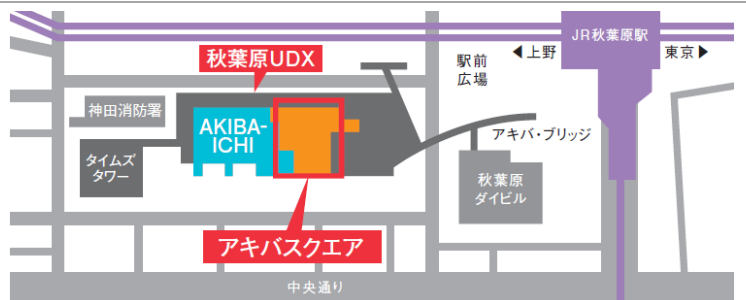 JR秋葉原駅
◀上野
東京▶
駅前
広場
秋葉原UDX
神田消防署
AKIBA-
ICHI
タイムズ
タワー
アキバ・ブリッジ
秋葉原
ダイビル
アキバスクエア
中央通り